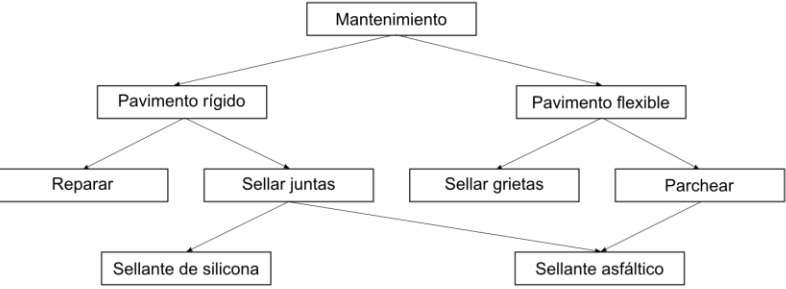 Mantenimiento
Pavimento rígido
Pavimento flexible
Reparar
Sellar juntas
Sellar grietas
Parchear
Sellante de silicona
Sellante asfáltico